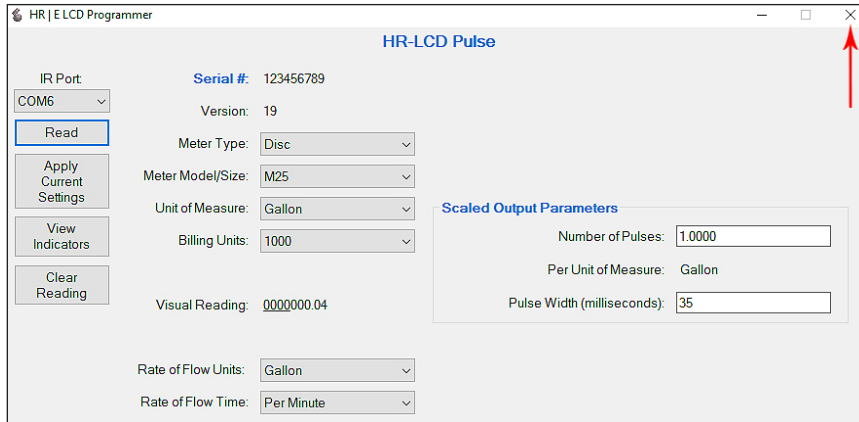 HR | E LCD Programmer
HR-LCD Pulse
IR Port:
COM6
Read
Apply
Current
Settings
View
Indicators
Clear
Reading
Serial #: 123456789
Version: 19
Meter Type: Disc
Meter Model/Size: M25
Unit of Measure: Gallon
Billing Units: 1000
Visual Reading: 0000000.04
Rate of Flow Units: Gallon
Rate of Flow Time: Per Minute
Scaled Output Parameters
Number of Pulses: 1.0000
Per Unit of Measure: Gallon
Pulse Width (milliseconds): 35